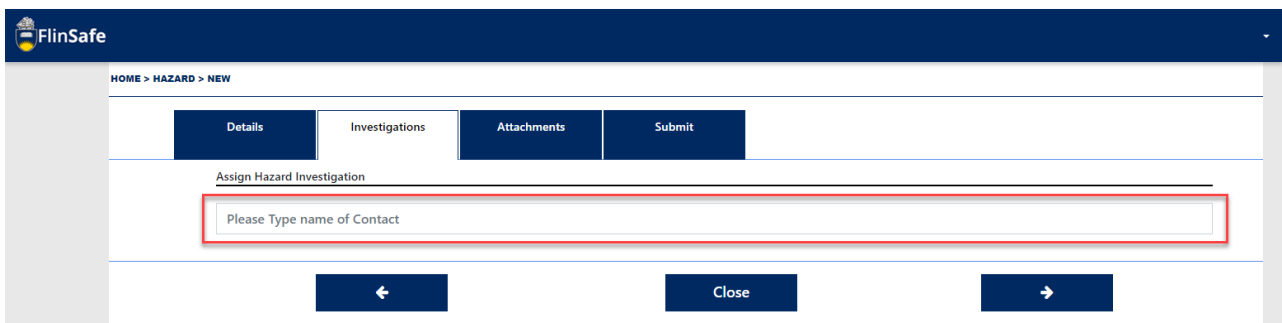 FlinSafe
HOME > HAZARD > NEW
Details Investigations Attachments Submit
Assign Hazard Investigation
Please Type name of Contact
Close